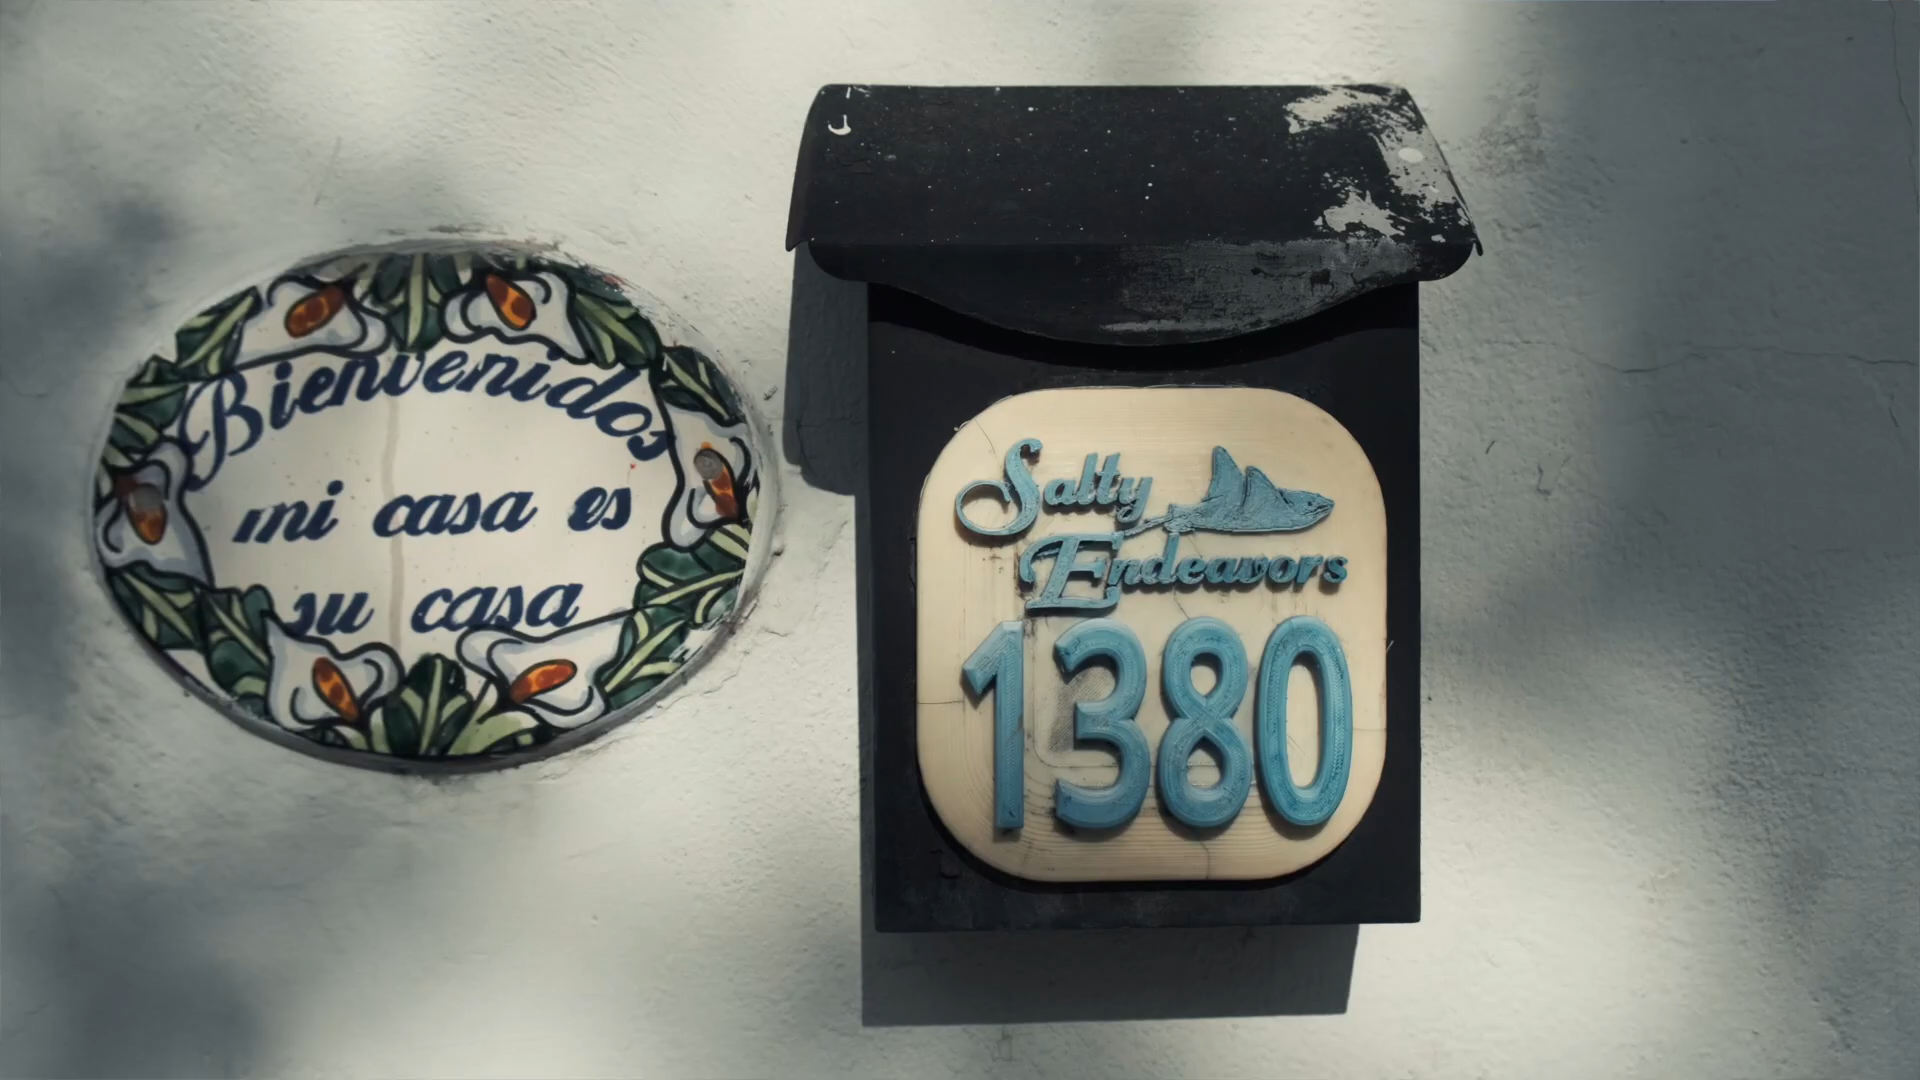 Bienvenidos
mi casa es
su casa
Salty
Endeavors
1380